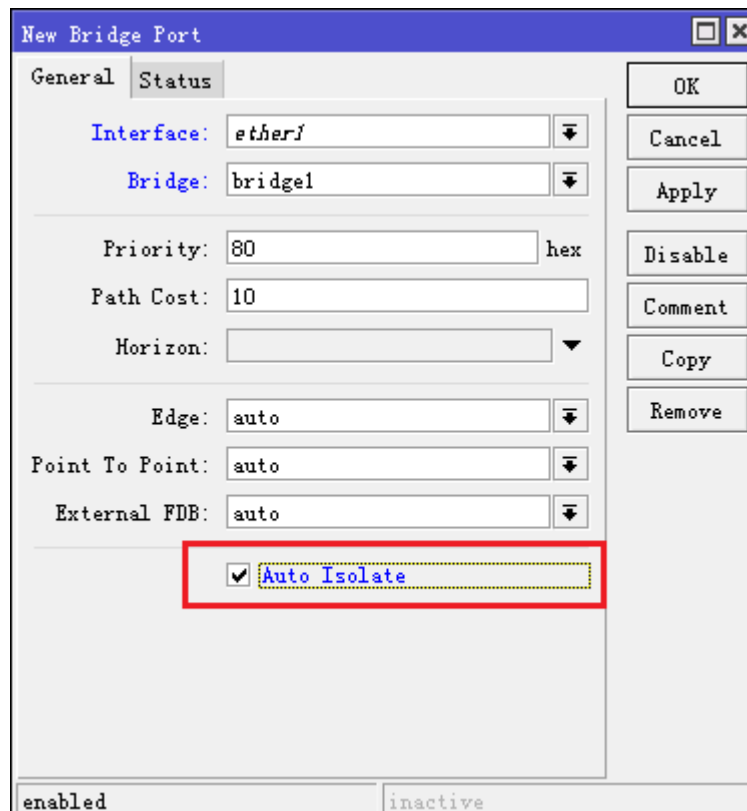 New Bridge Port
General Status
Interface: ether1
Bridge: bridge1
Priority: 80 hex
Path Cost: 10
Horizon:
Edge: auto
Point To Point: auto
External FDB: auto
Auto Isolate
OK
Cancel
Apply
Disable
Comment
Copy
Remove
enabled inactive